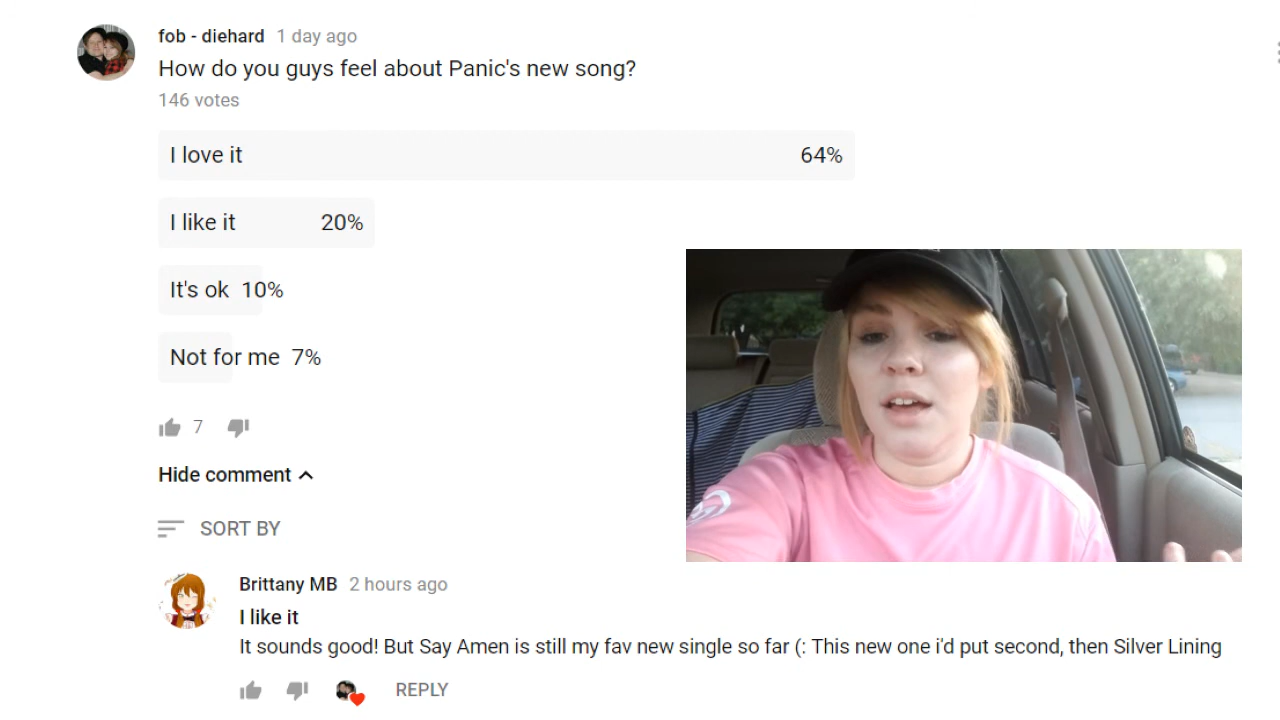 fob - diehard 1 day ago
How do you guys feel about Panic's new song?
146 votes
I love it 64%
I like it 20%
It's ok 10%
Not for me 7%
7
Hide comment
SORT BY
Brittany MB 2 hours ago
I like it
It sounds good! But Say Amen is still my fav new single so far (: This new one i'd put second, then Silver Lining
REPLY